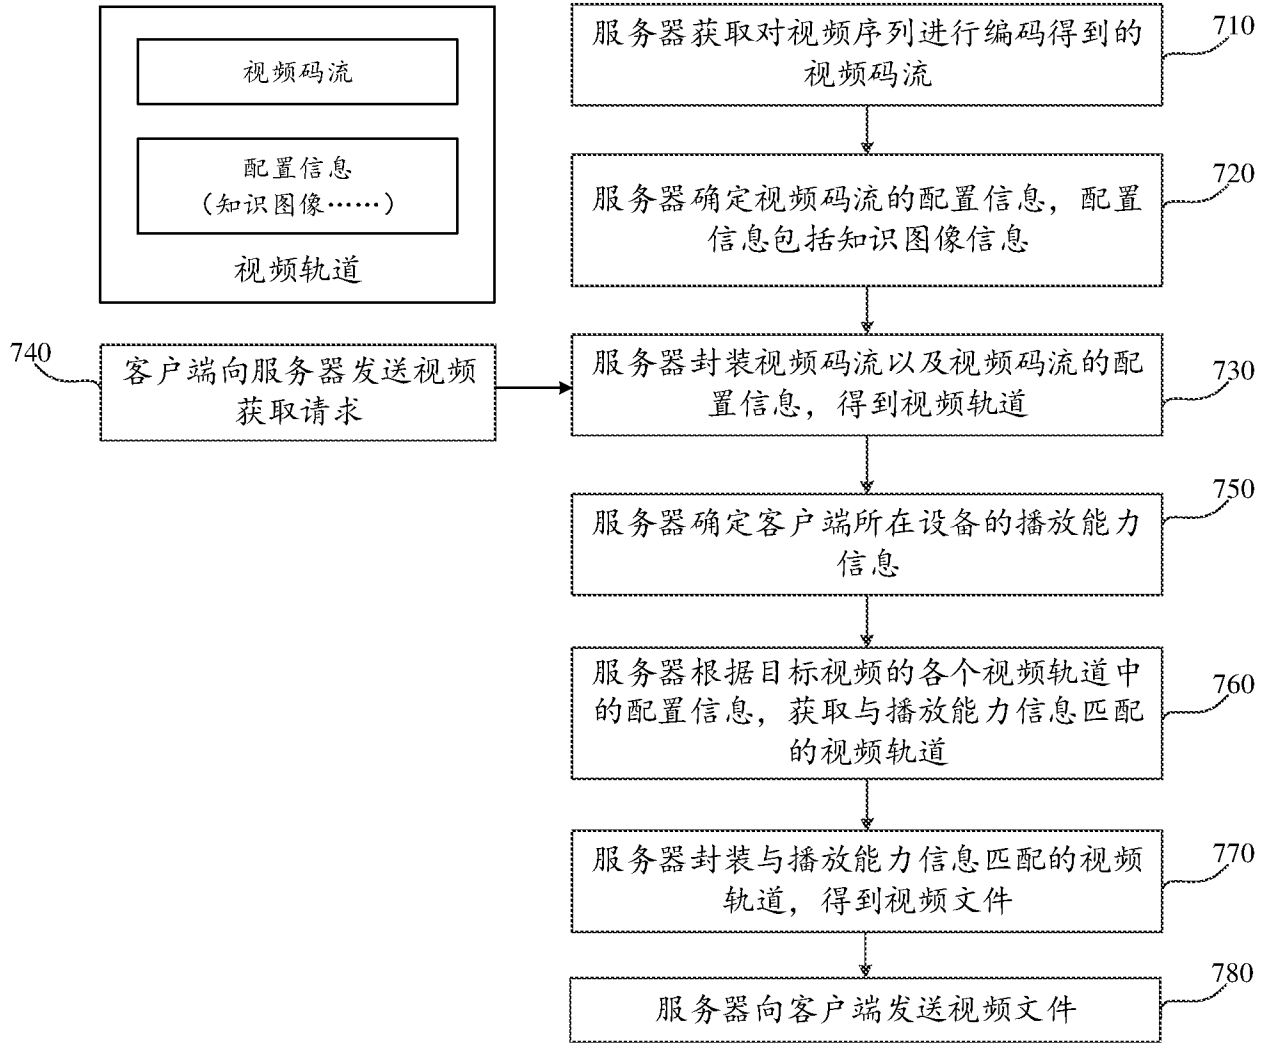 视频码流
配置信息
（知识图像……）
视频轨道
服务器获取对视频序列进行编码得到的
视频码流
710
服务器确定视频码流的配置信息，配置
信息包括知识图像信息
720
740
客户端向服务器发送视频
获取请求
服务器封装视频码流以及视频码流的配
置信息，得到视频轨道
730
服务器确定客户端所在设备的播放能力
信息
750
服务器根据目标视频的各个视频轨道中
的配置信息，获取与播放能力信息匹配
的视频轨道
760
服务器封装与播放能力信息匹配的视频
轨道，得到视频文件
770
服务器向客户端发送视频文件
780